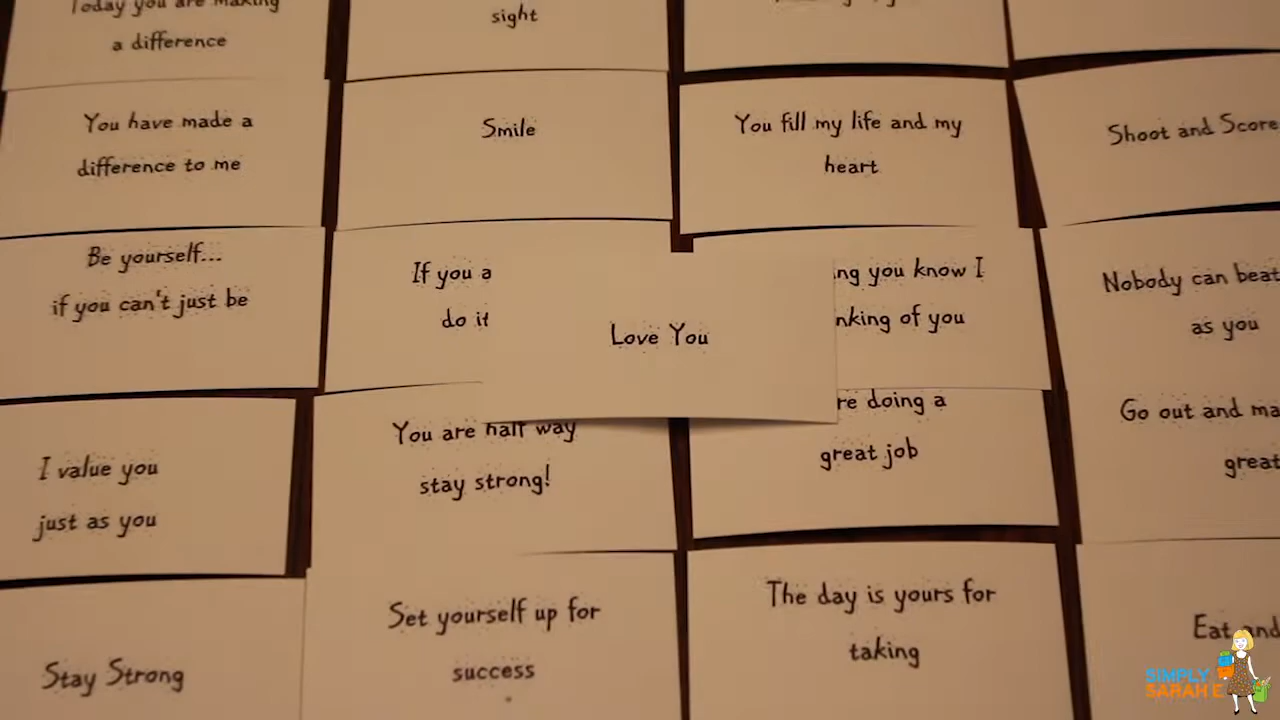 Today you are making
a difference
sight
You have made a
difference to me
Smile
You fill my life and my
heart
Shoot and Score
Be yourself...
if you can't just be
If you a
do it
Love You
you know I
of you
Nobody can beat
as you
I value you
just as you
You are half way
stay strong!
doing a
great job
Go out and
great
Stay Strong
Set yourself up for
success
The day is yours for
taking
Eat and
SIMPLY
SARAH E